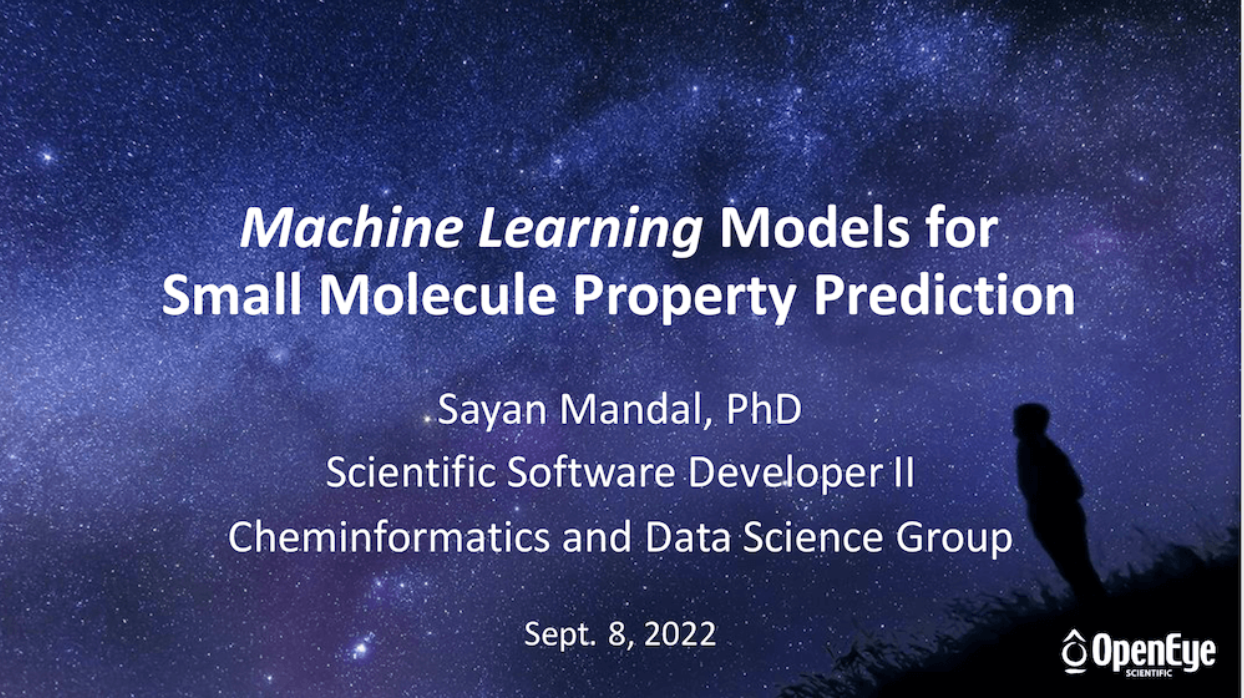 Machine Learning Models for
Small Molecule Property Prediction
Sayan Mandal, PhD
Scientific Software Developer II
Cheminformatics and Data Science Group
Sept. 8, 2022
OpenEye
SCIENTIFIC